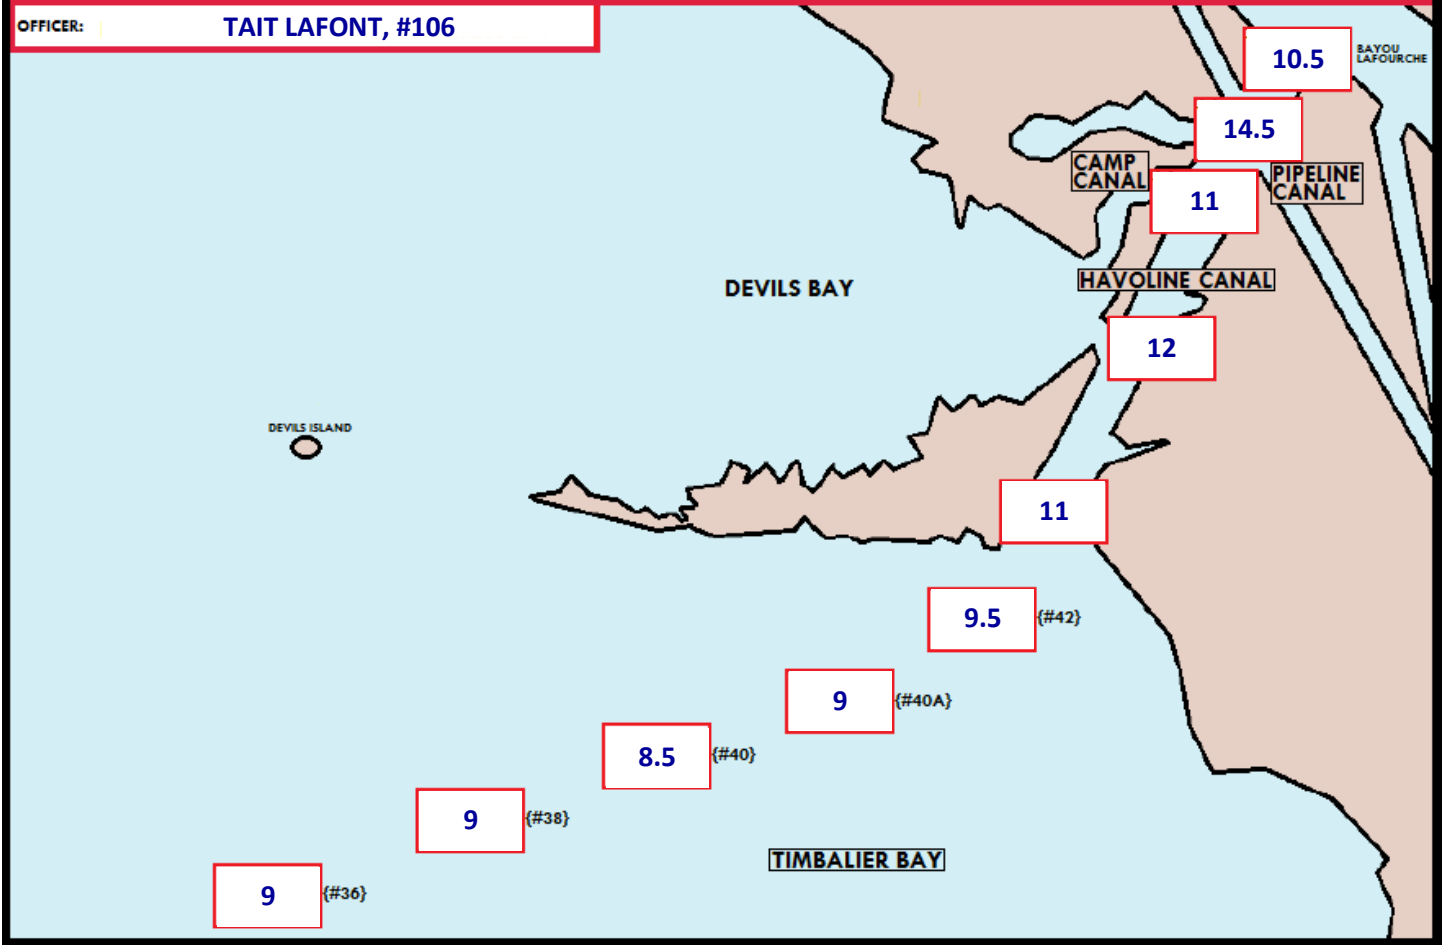 OFFICER: TAIT LAFONT, #106
10.5
BAYOU
LAFOURCHE
14.5
CAMP
CANAL
PIPELINE
CANAL
11
DEVILS BAY
HAVOLINE CANAL
12
DEVILS ISLAND
11
9.5 {#42}
9 {#40A}
8.5 {#40}
9 {#38}
TIMBALIER BAY
9 {#36}